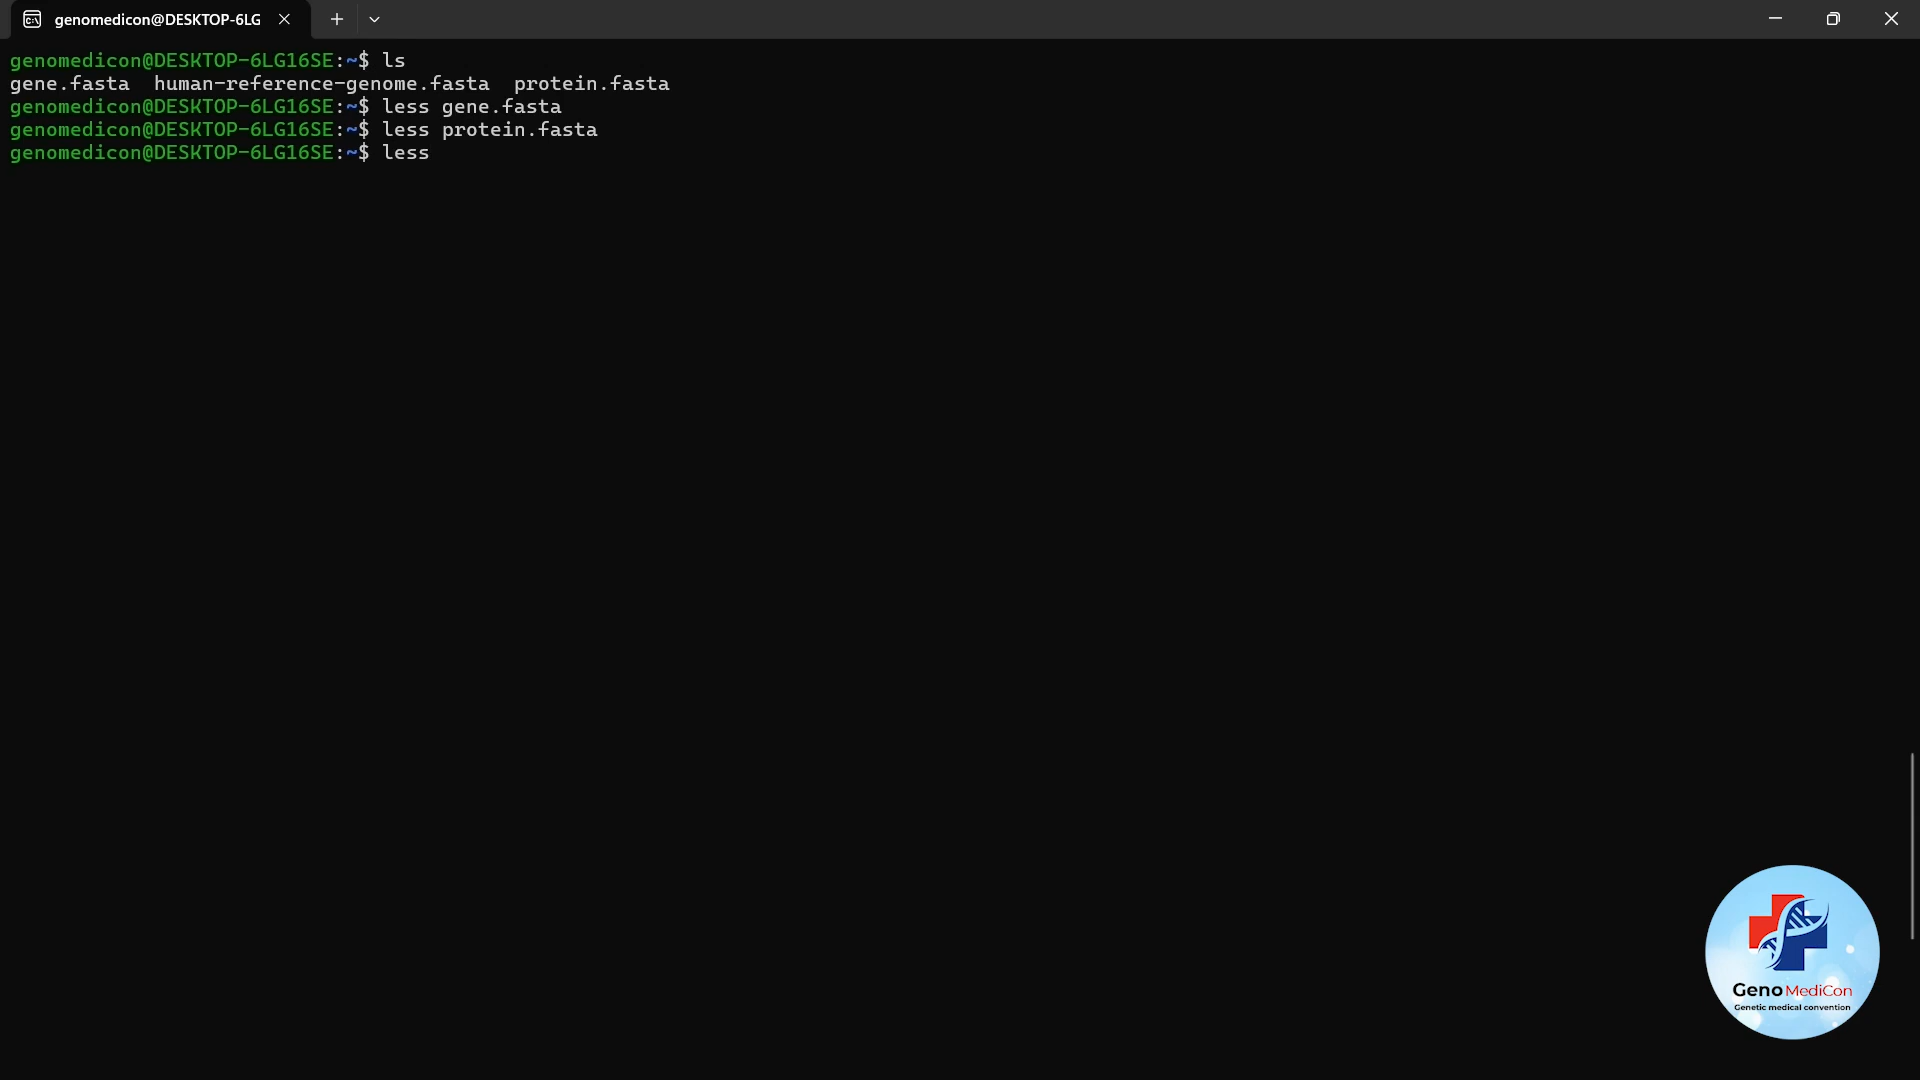 genomedicon@DESKTOP-6LG
genomedicon@DESKTOP-6LG16SE:~$ ls
gene.fasta  human-reference-genome.fasta  protein.fasta
genomedicon@DESKTOP-6LG16SE:~$ less gene.fasta
genomedicon@DESKTOP-6LG16SE:~$ less protein.fasta
genomedicon@DESKTOP-6LG16SE:~$ less
GenoMediCon
Genetic medical convention